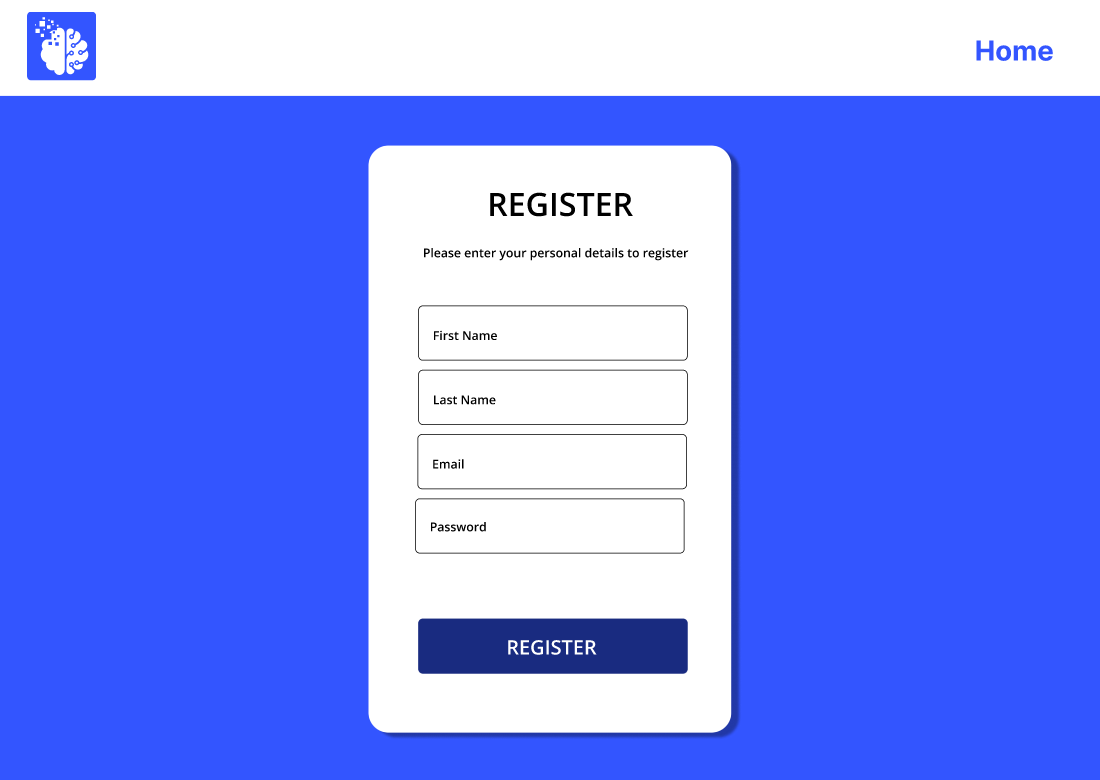 Home
REGISTER
Please enter your personal details to register
First Name
Last Name
Email
Password
REGISTER